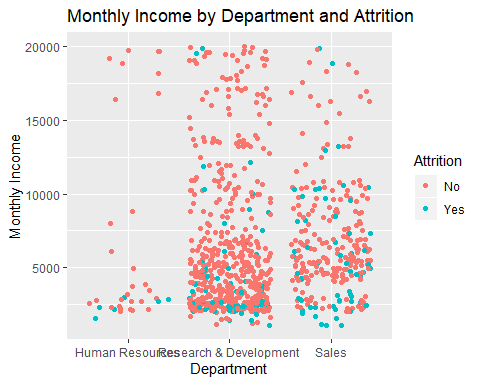 Monthly Income by Department and Attrition
20000
15000
10000
5000
Monthly Income
Human Resources
Research & Development
Sales
Department
Attrition
No
Yes